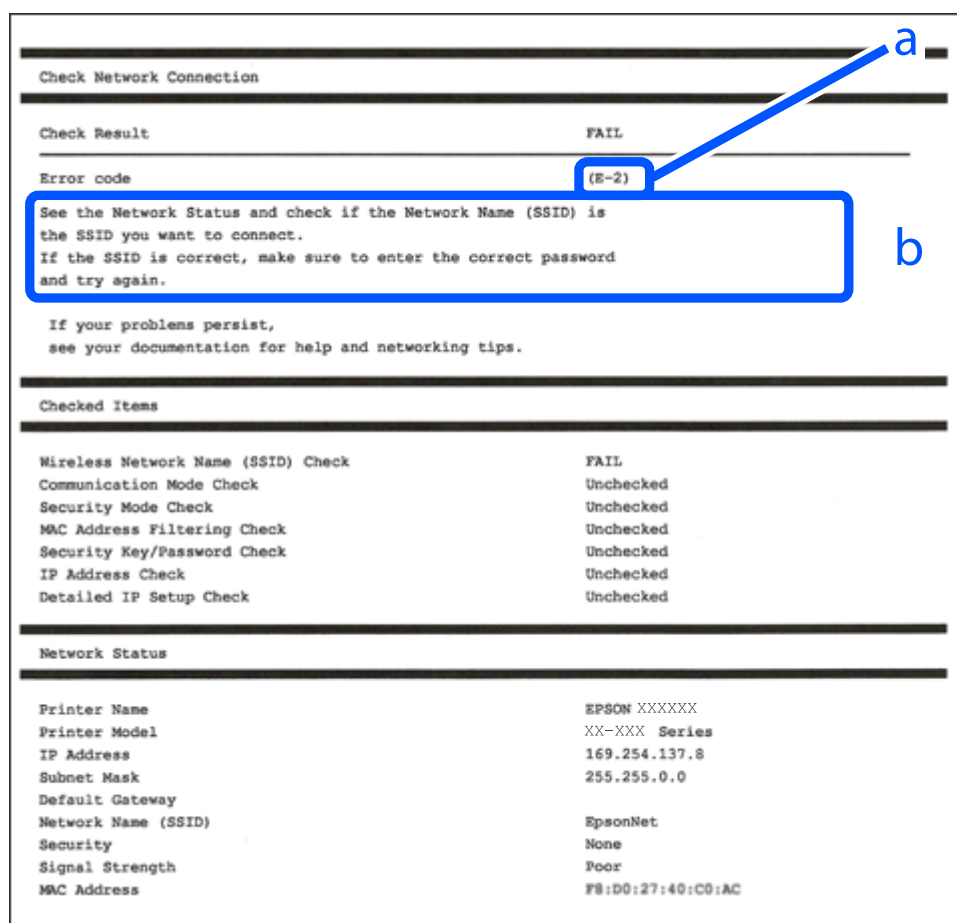 a
Check Network Connection
Check Result FAIL
Error code (E-2)
See the Network Status and check if the Network Name (SSID) is
the SSID you want to connect.
If the SSID is correct, make sure to enter the correct password
and try again.
b
If your problems persist,
see your documentation for help and networking tips.
Checked Items
Wireless Network Name (SSID) Check FAIL
Communication Mode Check Unchecked
Security Mode Check Unchecked
MAC Address Filtering Check Unchecked
Security Key/Password Check Unchecked
IP Address Check Unchecked
Detailed IP Setup Check Unchecked
Network Status
Printer Name EPSON XXXXXX
Printer Model XX-XXX Series
IP Address 169.254.137.8
Subnet Mask 255.255.0.0
Default Gateway
Network Name (SSID) EpsonNet
Security None
Signal Strength Poor
MAC Address F8:D0:27:40:C0:AC